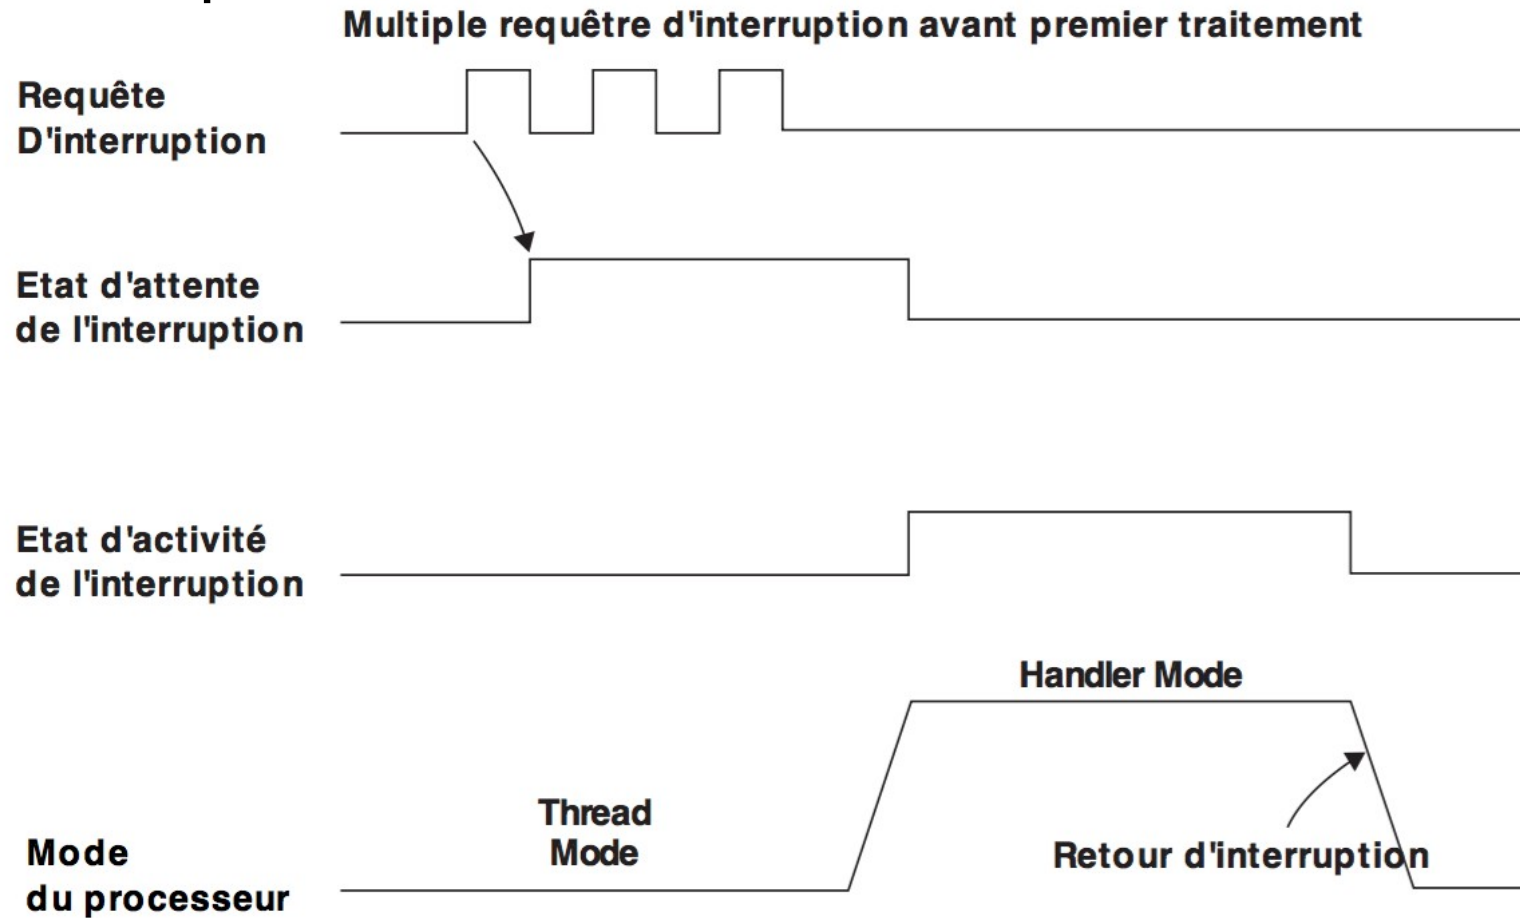 Multiple requêtre d'interruption avant premier traitement
Requête
D'interruption
Etat d'attente
de l'interruption
Etat d'activité
de l'interruption
Handler Mode
Thread
Mode
Retour d'interruption
Mode
du processeur